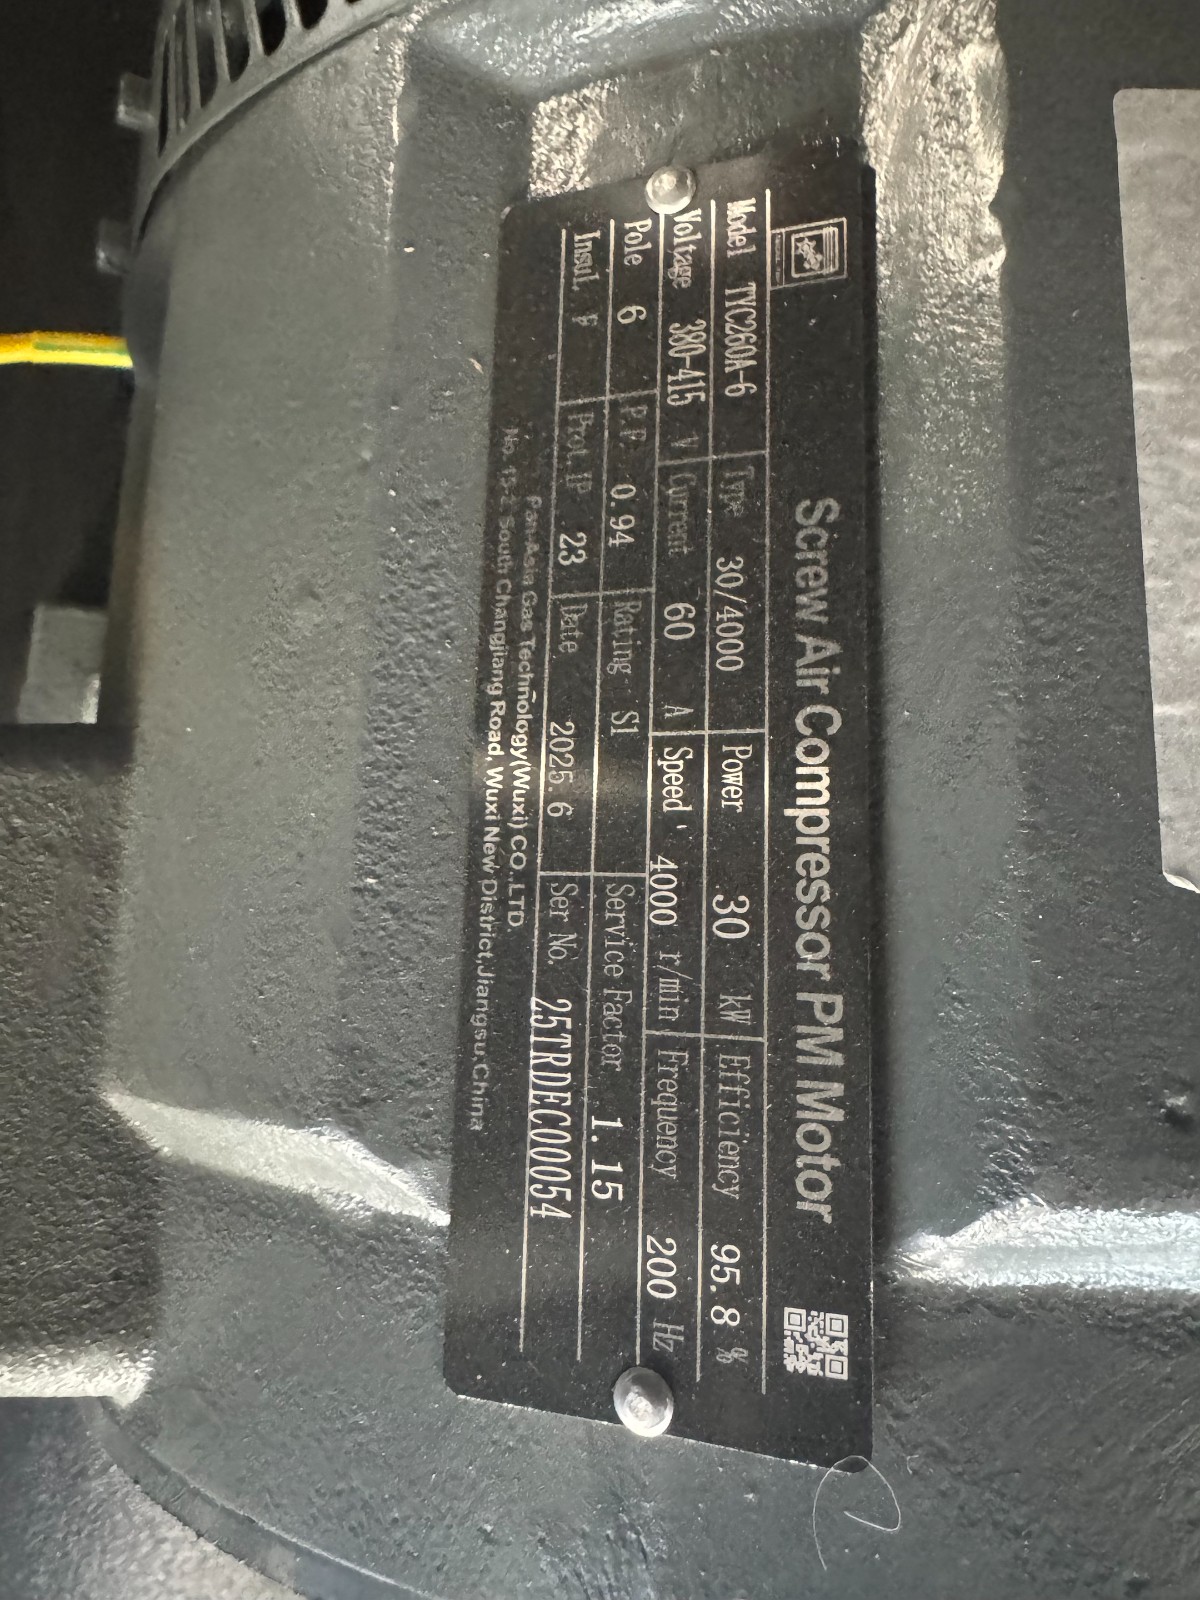 Screw Air Compressor PM Motor
Model TYC260A-6 Type 30/4000 Power 30 kW Efficiency 95.8 %
Voltage 380-415 V Current 60 A Speed 4000 r/min Frequency 200 Hz
Pole 6 P.F 0.94 Rating S1 Service Factor 1.15
Insul. F Prot.IP 23 Date 2025.6 Ser No. 25TRDEC00054
Pan-Asia Gas Technology(Wuxi) CO.,LTD.
South Changjiang Road, Wuxi New District,Jiangsu,China